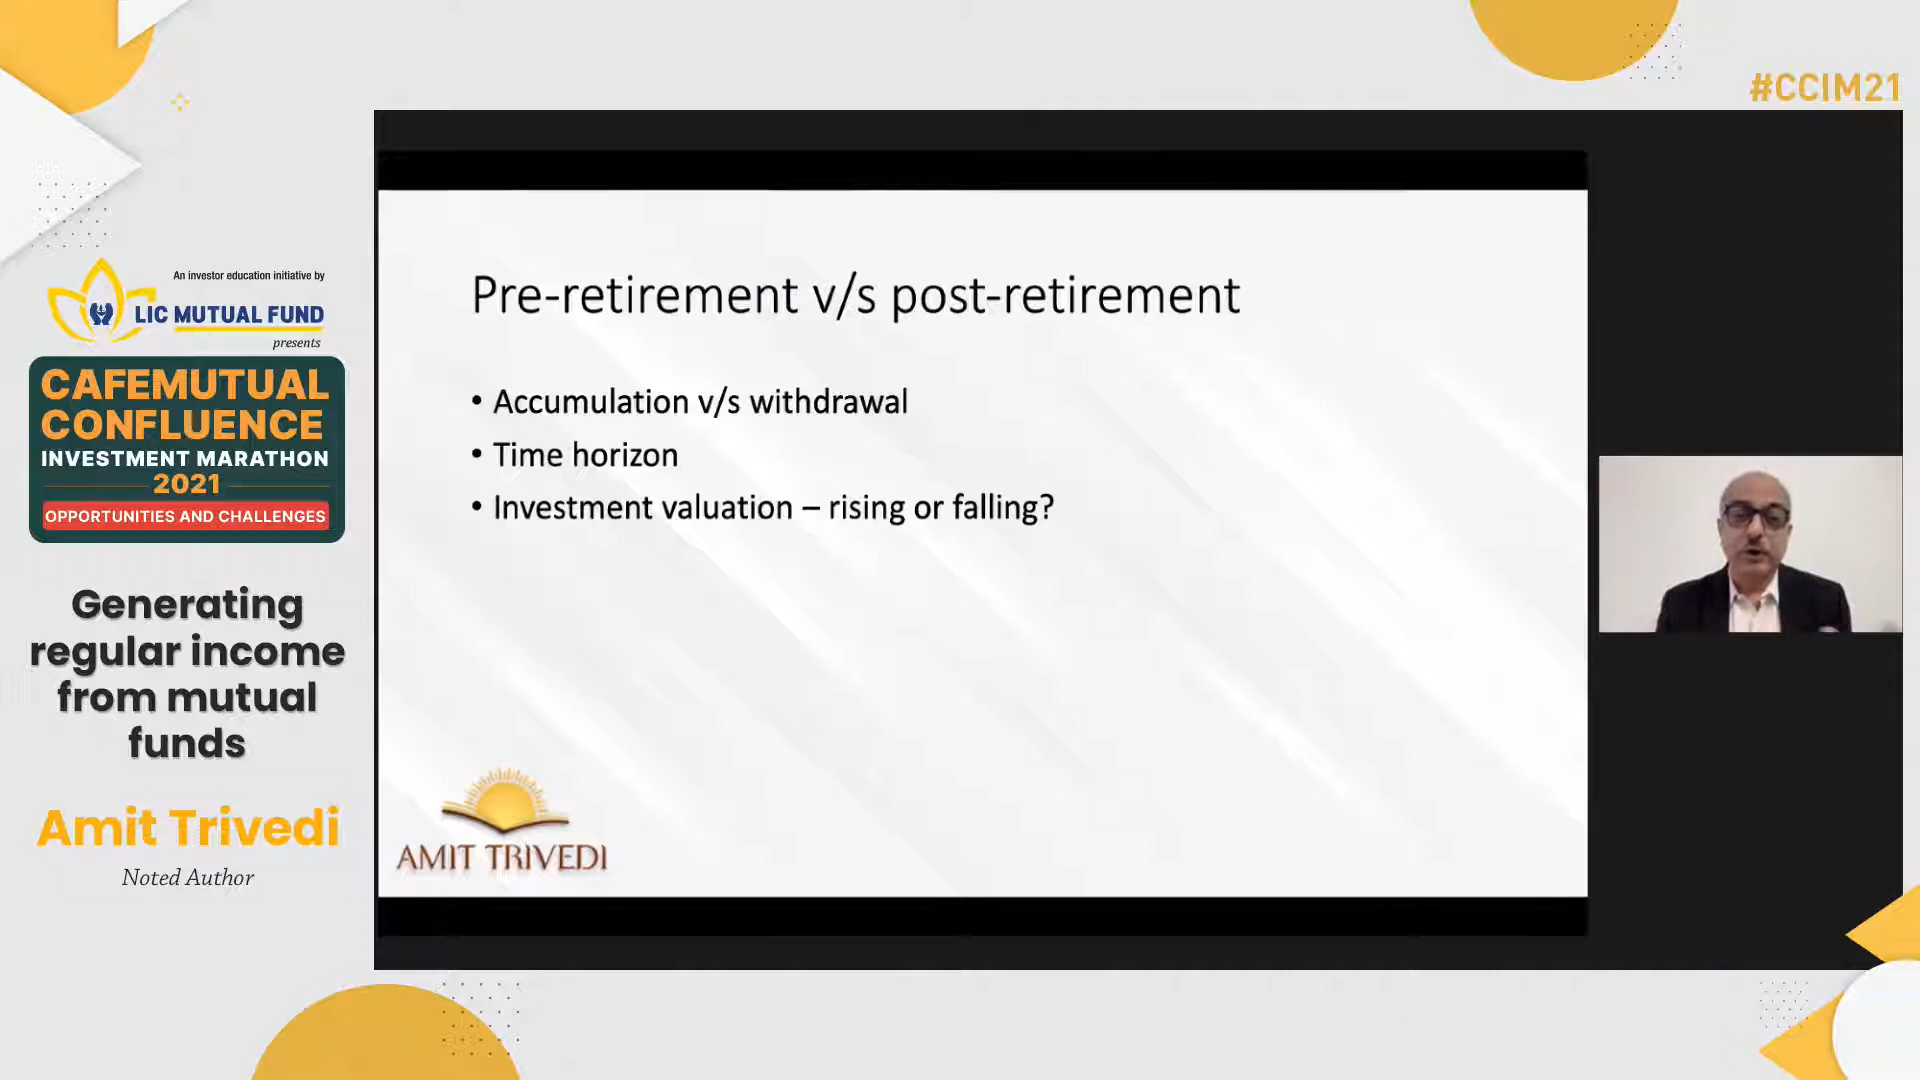 #CCIM21
An investor education initiative by
LIC MUTUAL FUND
presents
CAFEMUTUAL
CONFLUENCE
INVESTMENT MARATHON
2021
OPPORTUNITIES AND CHALLENGES
Generating
regular income
from mutual
funds
Amit Trivedi
Noted Author
Pre-retirement v/s post-retirement
• Accumulation v/s withdrawal
• Time horizon
• Investment valuation – rising or falling?
AMIT TRIVEDI